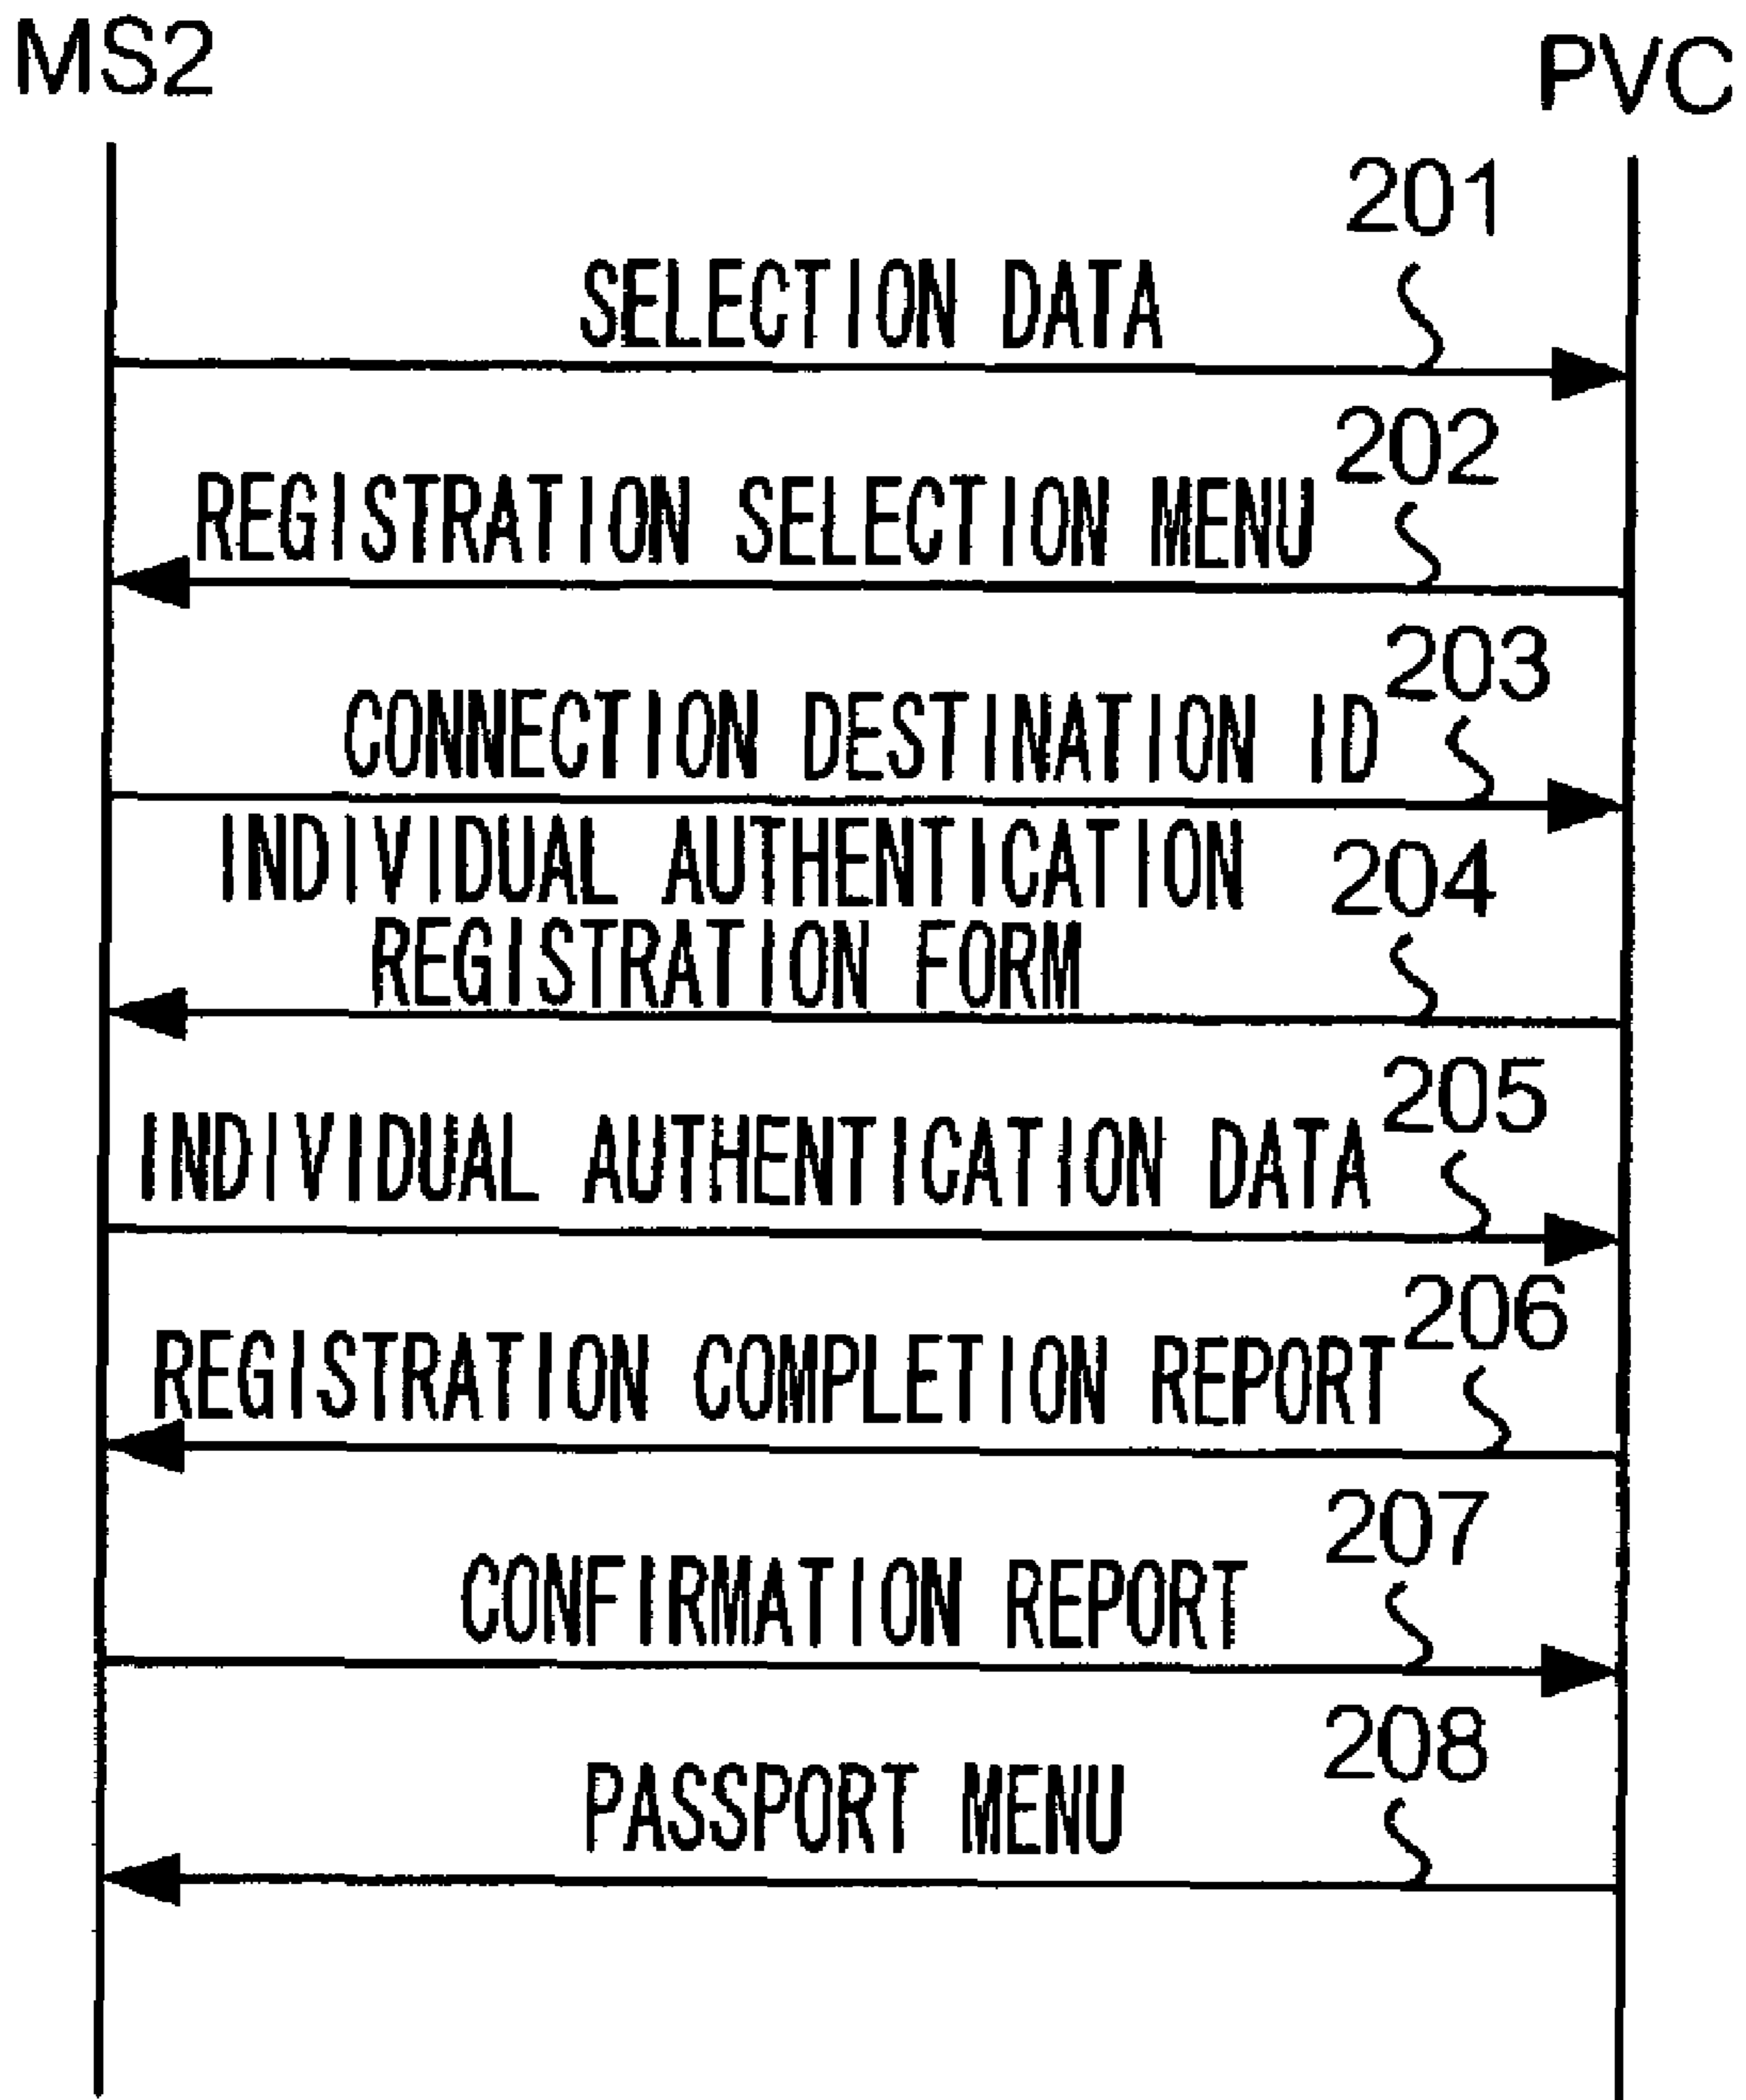 MS2
PVC
201
SELECTION DATA
202
REGISTRATION SELECTION MENU
203
CONNECTION DESTINATION ID
INDIVIDUAL AUTHENTICATION
204
REGISTRATION FORM
205
INDIVIDUAL AUTHENTICATION DATA
206
REGISTRATION COMPLETION REPORT
207
CONFIRMATION REPORT
208
PASSPORT MENU